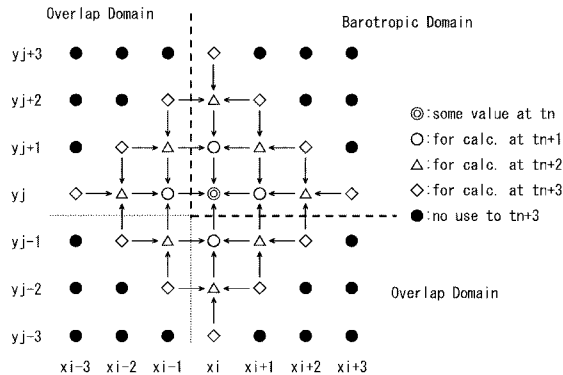 Overlap Domain
Barotropic Domain
yj+3
yj+2
yj+1
yj
yj-1
yj-2
yj-3
◎:some value at tn
○:for calc. at tn+1
△:for calc. at tn+2
◇:for calc. at tn+3
●:no use to tn+3
Overlap Domain
xi-3 xi-2 xi-1 xi xi+1 xi+2 xi+3